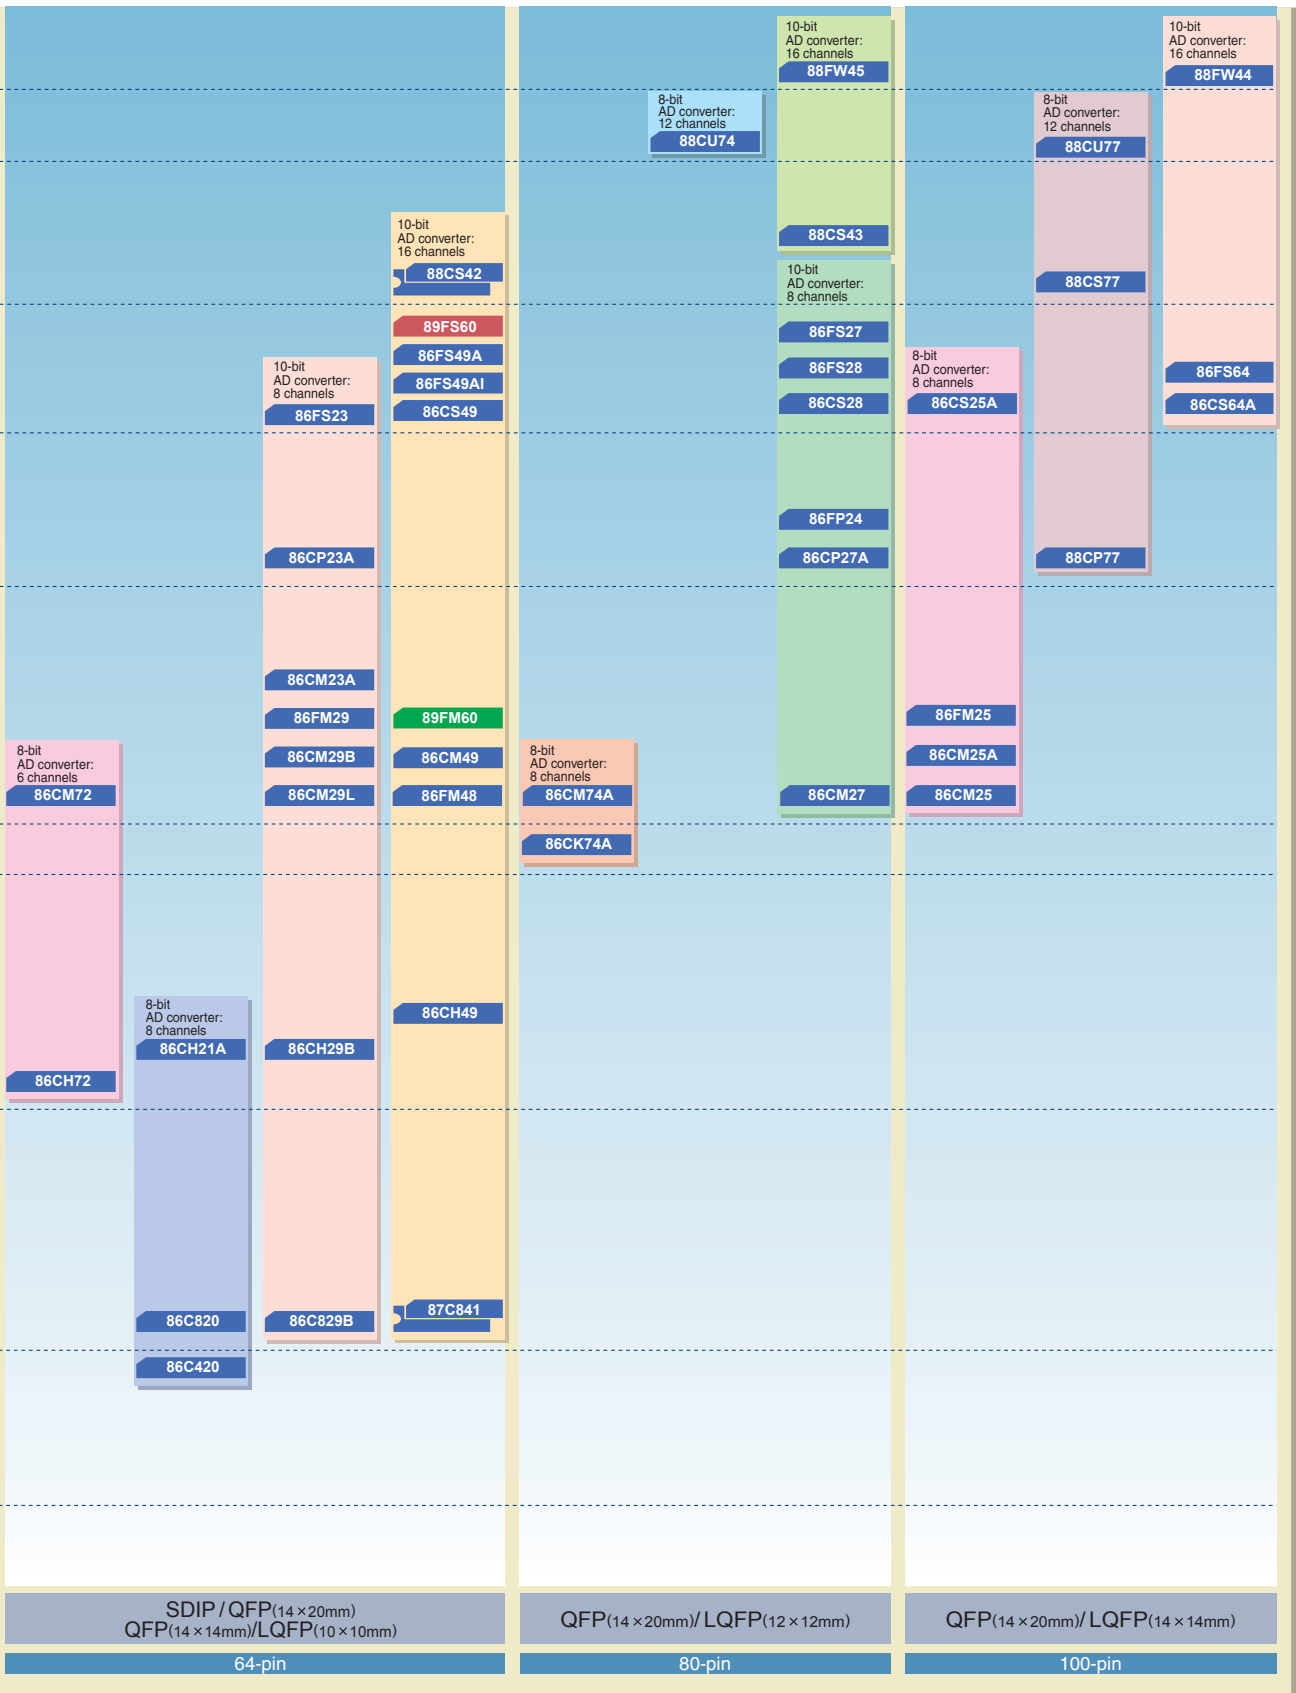 8-bit
AD converter:
6 channels
86CM72
86CH72
8-bit
AD converter:
8 channels
86CH21A
86C820
86C420
10-bit
AD converter:
8 channels
86FS23
86CP23A
86CM23A
86FM29
86CM29B
86CM29L
86CH29B
86C829B
10-bit
AD converter:
16 channels
88CS42
89FS60
86FS49A
86FS49AI
86CS49
89FM60
86CM49
86FM48
86CH49
87C841
SDIP / QFP(14×20mm)
QFP(14×14mm)/LQFP(10×10mm)
64-pin
8-bit
AD converter:
8 channels
86CM74A
86CK74A
8-bit
AD converter:
12 channels
88CU74
10-bit
AD converter:
16 channels
88FW45
88CS43
10-bit
AD converter:
8 channels
86FS27
86FS28
86CS28
86FP24
86CP27A
86CM27
QFP(14×20mm)/ LQFP(12×12mm)
80-pin
8-bit
AD converter:
8 channels
86CS25A
86FM25
86CM25A
86CM25
8-bit
AD converter:
12 channels
88CU77
88CS77
88CP77
10-bit
AD converter:
16 channels
88FW44
86FS64
86CS64A
QFP(14×20mm)/ LQFP(14×14mm)
100-pin